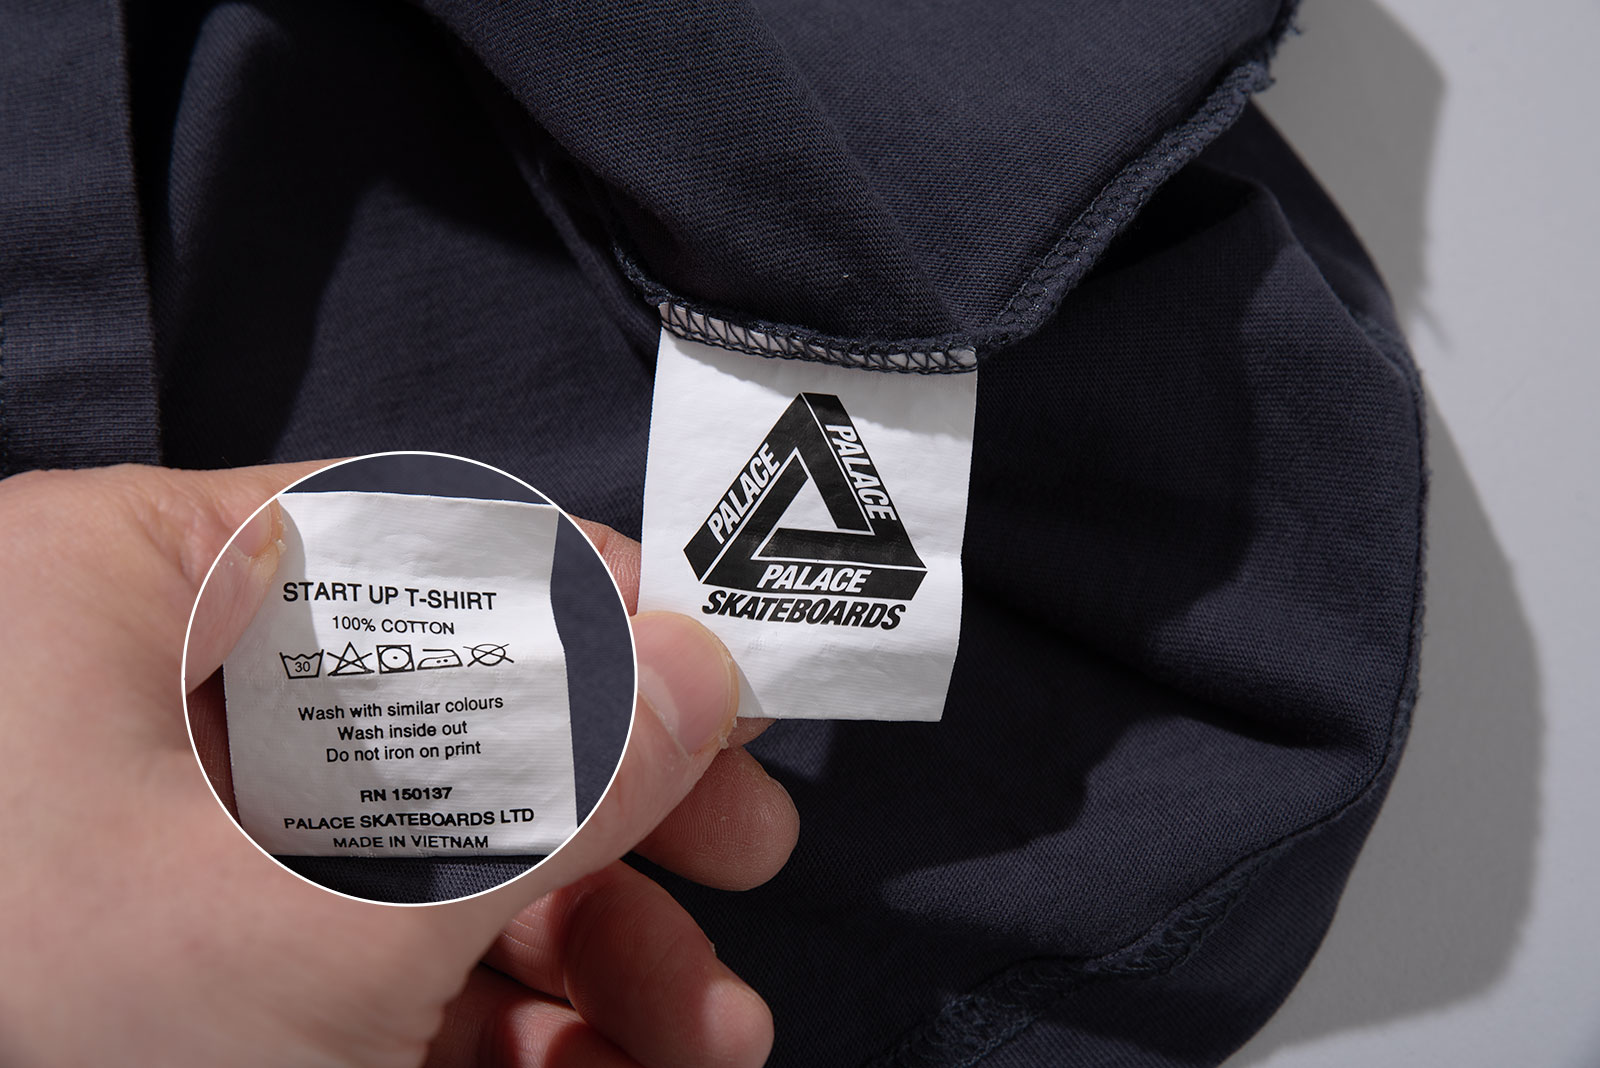 PALACE
PALACE
PALACE
SKATEBOARDS
START UP T-SHIRT
100% COTTON
30
Wash with similar colours
Wash inside out
Do not iron on print
RN 150137
PALACE SKATEBOARDS LTD
MADE IN VIETNAM